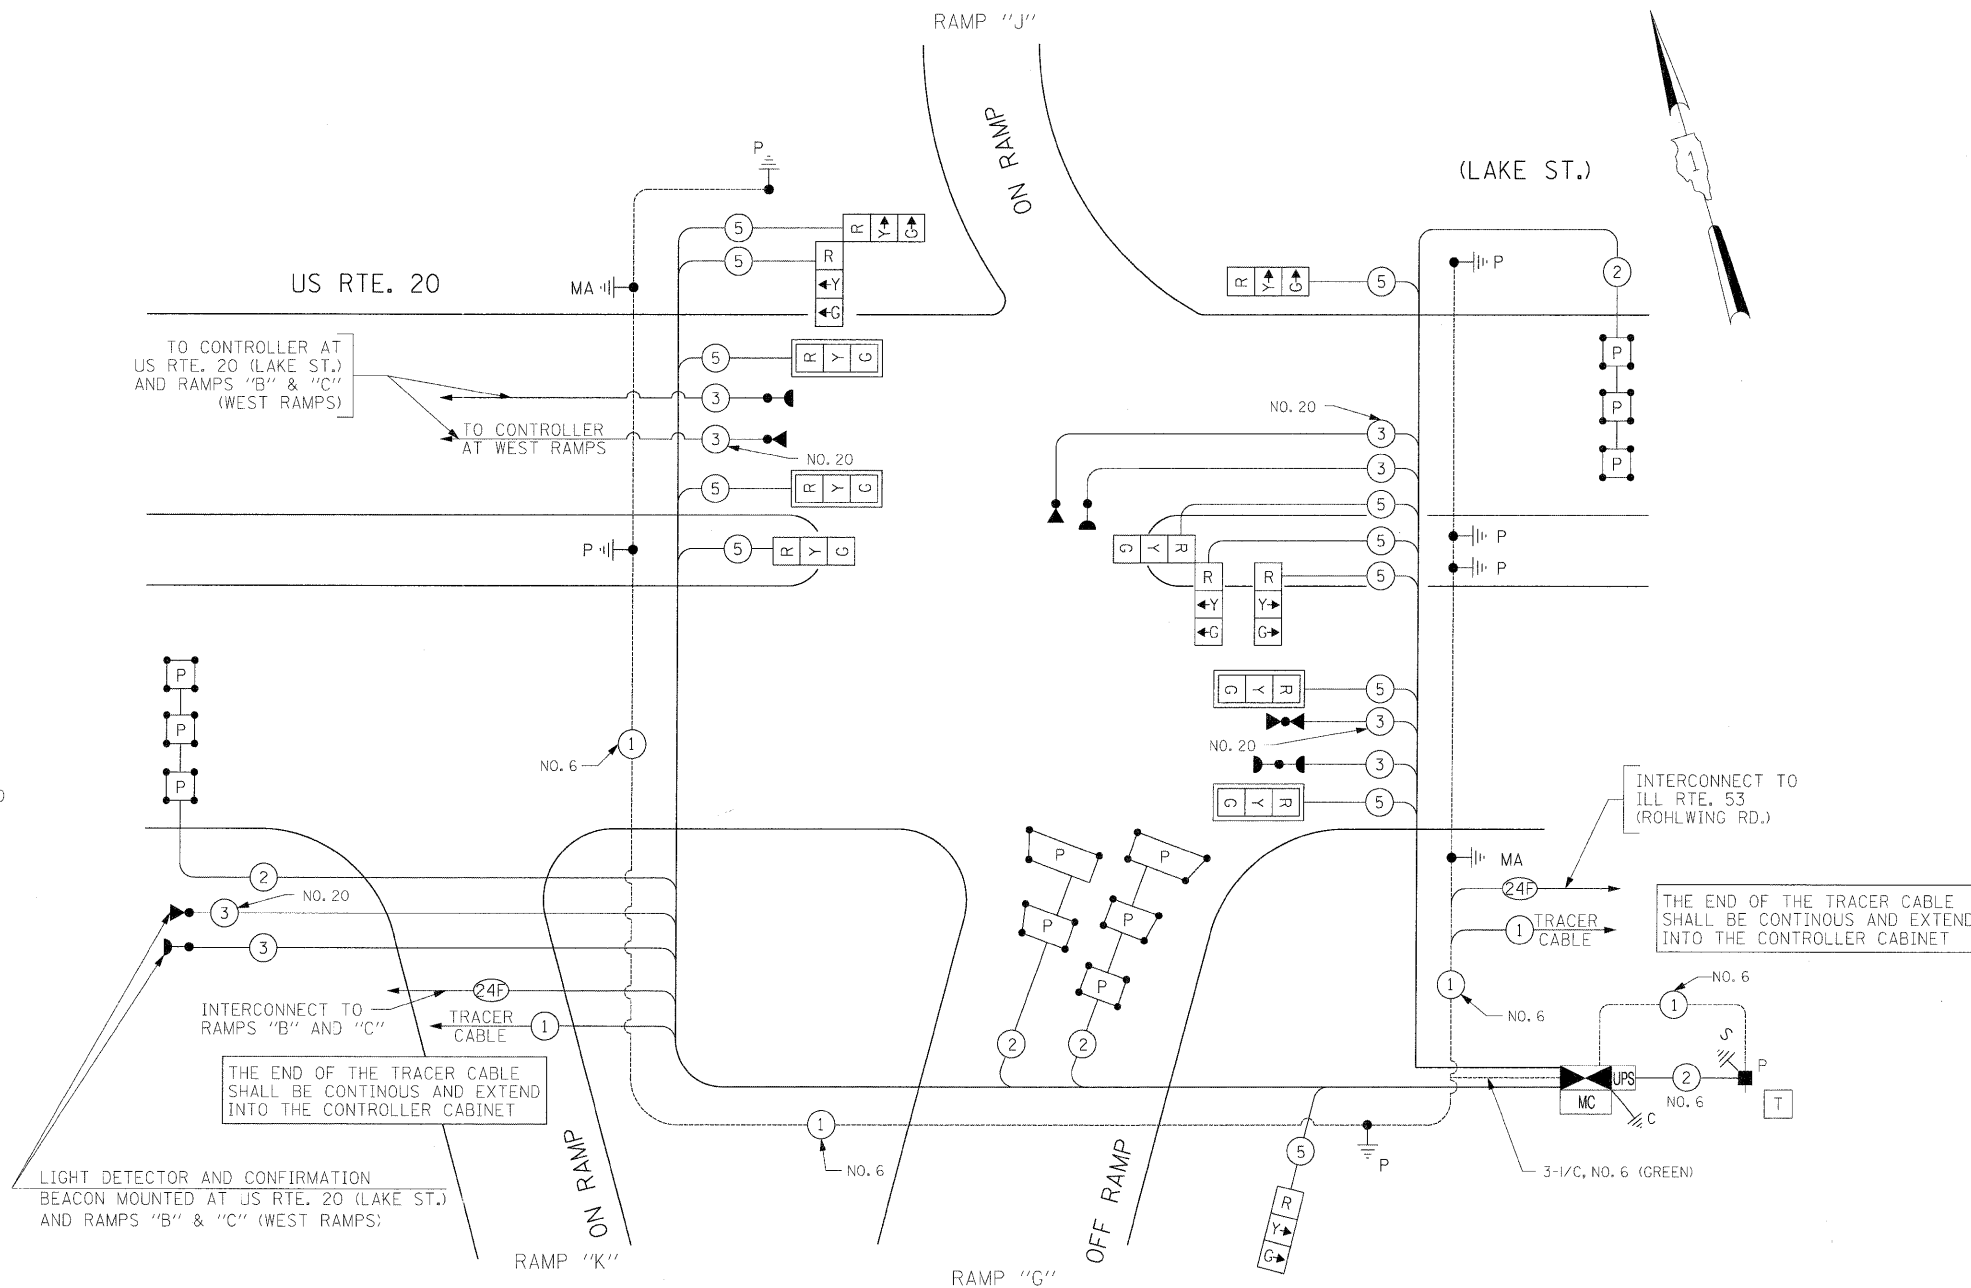 RAMP "J"
ON RAMP
(LAKE ST.)
1
P
US RTE. 20
MA
5
R Y G
5
R
Y
G
R Y G
5
P
2
TO CONTROLLER AT
US RTE. 20 (LAKE ST.)
AND RAMPS "B" & "C"
(WEST RAMPS)
5
R Y G
3
TO CONTROLLER
AT WEST RAMPS
3
NO. 20
5
R Y G
P
5
R Y G
P
P
P
NO. 20
3
3
5
G Y R
5
R
Y
G
R
Y
G
5
P
P
G Y R
5
3
NO. 20
3
G Y R
5
P
P
P
1
NO. 6
INTERCONNECT TO
ILL RTE. 53
(ROHLWING RD.)
MA
24F
1
TRACER
CABLE
THE END OF THE TRACER CABLE
SHALL BE CONTINOUS AND EXTEND
INTO THE CONTROLLER CABINET
2
3
NO. 20
3
P
P
P
P
P
24F
INTERCONNECT TO
RAMPS "B" AND "C"
TRACER
CABLE
1
2
2
1
NO. 6
NO. 6
1
THE END OF THE TRACER CABLE
SHALL BE CONTINOUS AND EXTEND
INTO THE CONTROLLER CABINET
S
P
UPS
2
NO. 6
MC
C
T
1
NO. 6
P
5
R
Y
G
3-1/C, NO. 6 (GREEN)
LIGHT DETECTOR AND CONFIRMATION
BEACON MOUNTED AT US RTE. 20 (LAKE ST.)
AND RAMPS "B" & "C" (WEST RAMPS)
ON RAMP
OFF RAMP
RAMP "K"
RAMP "G"